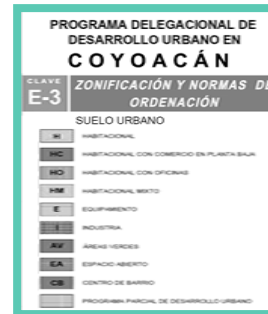 PROGRAMA DELEGACIONAL DE
DESARROLLO URBANO EN
COYOACÁN
CLAVE
E-3
ZONIFICACIÓN Y NORMAS DE
ORDENACIÓN
SUELO URBANO
H HABITACIONAL
HC HABITACIONAL CON COMERCIO EN PLANTA BAJA
HO HABITACIONAL CON OFICINAS
HM HABITACIONAL MIXTO
E EQUIPAMIENTO
I INDUSTRIA
AV ÁREAS VERDES
EA ESPACIO ABIERTO
CB CENTRO DE BARRIO
PROGRAMA PARCIAL DE DESARROLLO URBANO